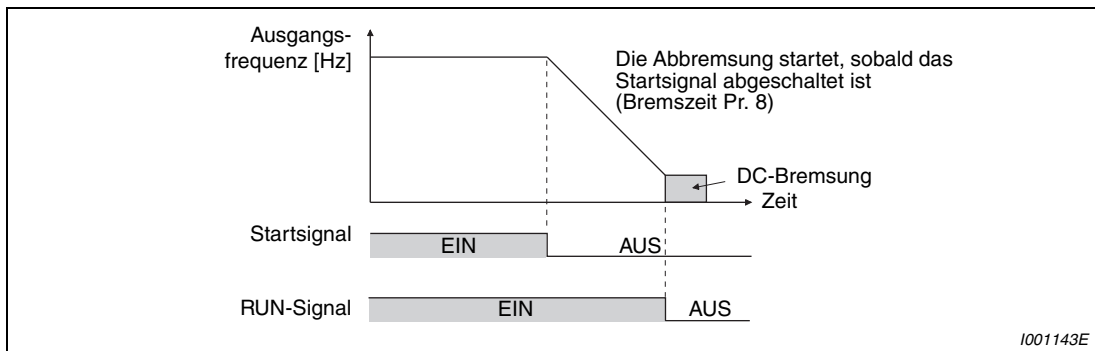 Ausgangs-
frequenz [Hz]
Die Abbremsung startet, sobald das
Startsignal abgeschaltet ist
(Bremszeit Pr. 8)
DC-Bremsung
Zeit
Startsignal
EIN
AUS
RUN-Signal
EIN
AUS
I001143E